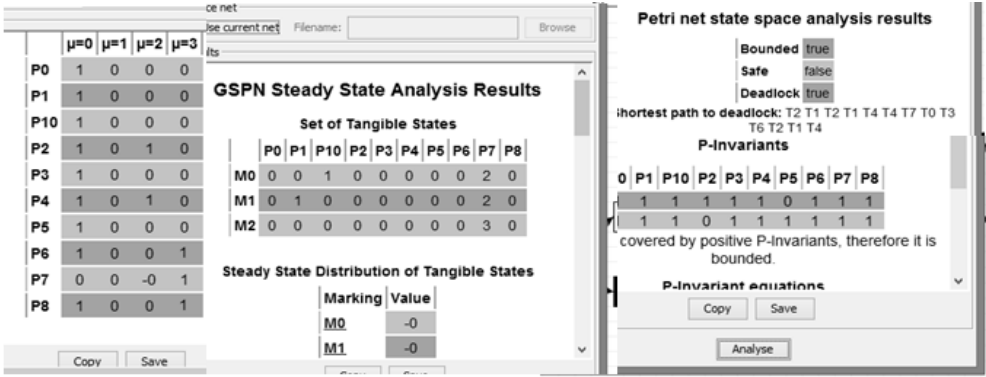 μ=0 μ=1 μ=2 μ=3
P0 1 0 0 0
P1 1 0 0 0
P10 1 0 0 0
P2 1 0 1 0
P3 1 0 0 0
P4 1 0 1 0
P5 1 0 0 0
P6 1 0 0 1
P7 0 0 -0 1
P8 1 0 0 1
Copy Save
ce net
Use current net Filename: Browse
lts
GSPN Steady State Analysis Results
Set of Tangible States
P0 P1 P10 P2 P3 P4 P5 P6 P7 P8
M0 0 0 1 0 0 0 0 0 2 0
M1 0 1 0 0 0 0 0 0 2 0
M2 0 0 0 0 0 0 0 0 3 0
Steady State Distribution of Tangible States
Marking Value
M0 -0
M1 -0
Petri net state space analysis results
Bounded true
Safe false
Deadlock true
Shortest path to deadlock: T2 T1 T2 T1 T4 T4 T7 T0 T3
T6 T2 T1 T4
P-Invariants
0 P1 P10 P2 P3 P4 P5 P6 P7 P8
1 1 1 1 1 0 1 1 1
1 1 0 1 1 1 1 1 1
covered by positive P-Invariants, therefore it is
bounded.
P-Invariant equations
Copy Save
Analyse